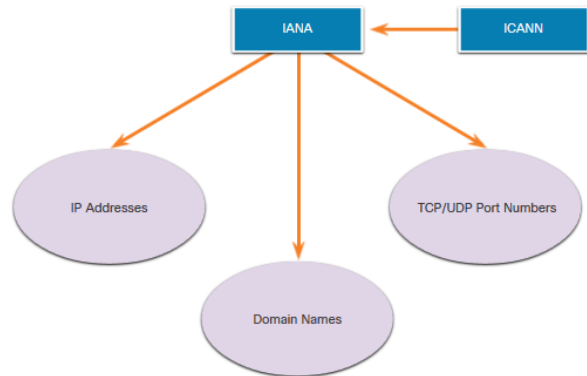 IANA
ICANN
IP Addresses
TCP/UDP Port Numbers
Domain Names